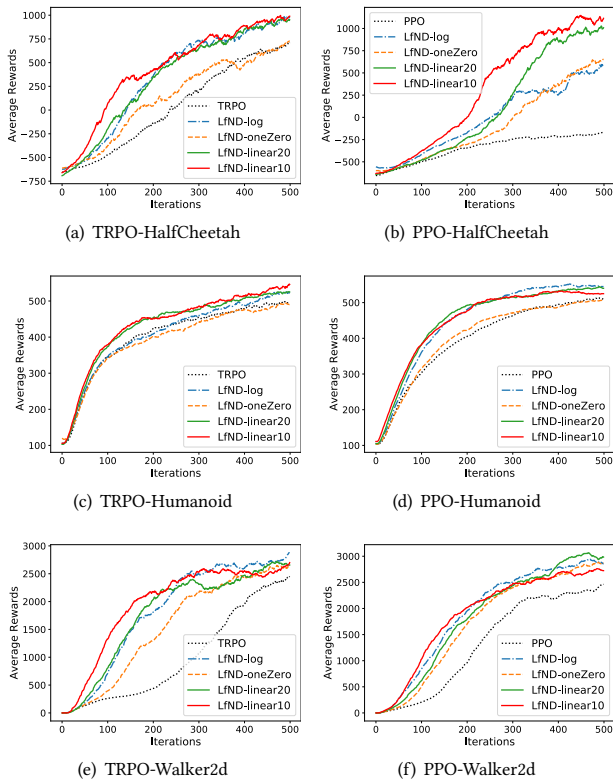 1000
750
500
250
0
−250
−500
−750
Average Rewards
0 100 200 300 400 500
Iterations
TRPO
LfND-log
LfND-oneZero
LfND-linear20
LfND-linear10
(a) TRPO-HalfCheetah
1000
500
0
−500
Average Rewards
0 100 200 300 400 500
Iterations
PPO
LfND-log
LfND-oneZero
LfND-linear20
LfND-linear10
(b) PPO-HalfCheetah
500
400
300
200
100
Average Rewards
0 100 200 300 400 500
Iterations
TRPO
LfND-log
LfND-oneZero
LfND-linear20
LfND-linear10
(c) TRPO-Humanoid
500
400
300
200
100
Average Rewards
0 100 200 300 400 500
Iterations
PPO
LfND-log
LfND-oneZero
LfND-linear20
LfND-linear10
(d) PPO-Humanoid
3000
2500
2000
1500
1000
500
0
Average Rewards
0 100 200 300 400 500
Iterations
TRPO
LfND-log
LfND-oneZero
LfND-linear20
LfND-linear10
(e) TRPO-Walker2d
3000
2500
2000
1500
1000
500
0
Average Rewards
0 100 200 300 400 500
Iterations
PPO
LfND-log
LfND-oneZero
LfND-linear20
LfND-linear10
(f) PPO-Walker2d